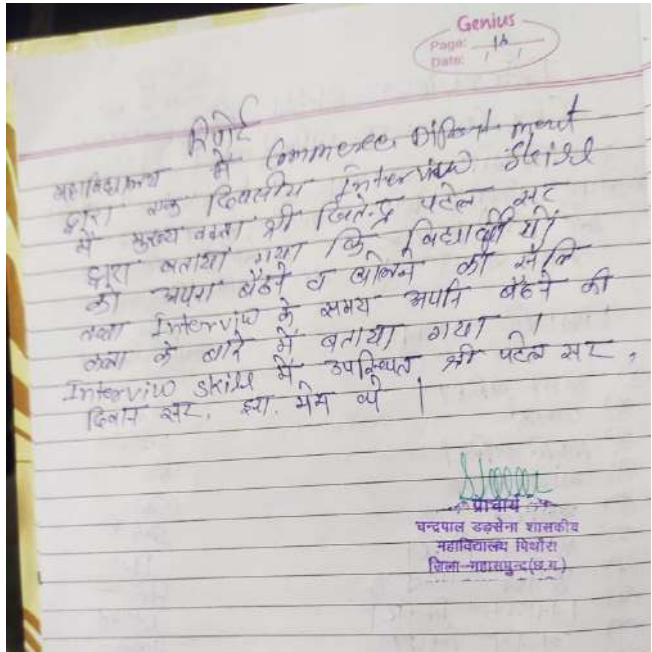 Genius
Page: 16
Date: / /
रिपोर्ट
महाविद्यालय में Commerce
द्वारा एक दिवसीय Interview Skill
में मुख्य वक्ता श्री जितेन्द्र पटेल सर
द्वारा बताया गया कि विद्यार्थीयों
को अपना बैठने व बोलने की सैलि
तथा Interviw के समय अपनि बैठने की
कला के बारे में बताया गया ।
Interviw skill में उपस्थित श्री पटेल सर,
दिवान सर, मेम थे ।
प्राचार्य
चन्द्रपाल डड़सेना शासकीय
महाविद्यालय पिथौरा
जिला-महासमुन्द(छ.ग.)